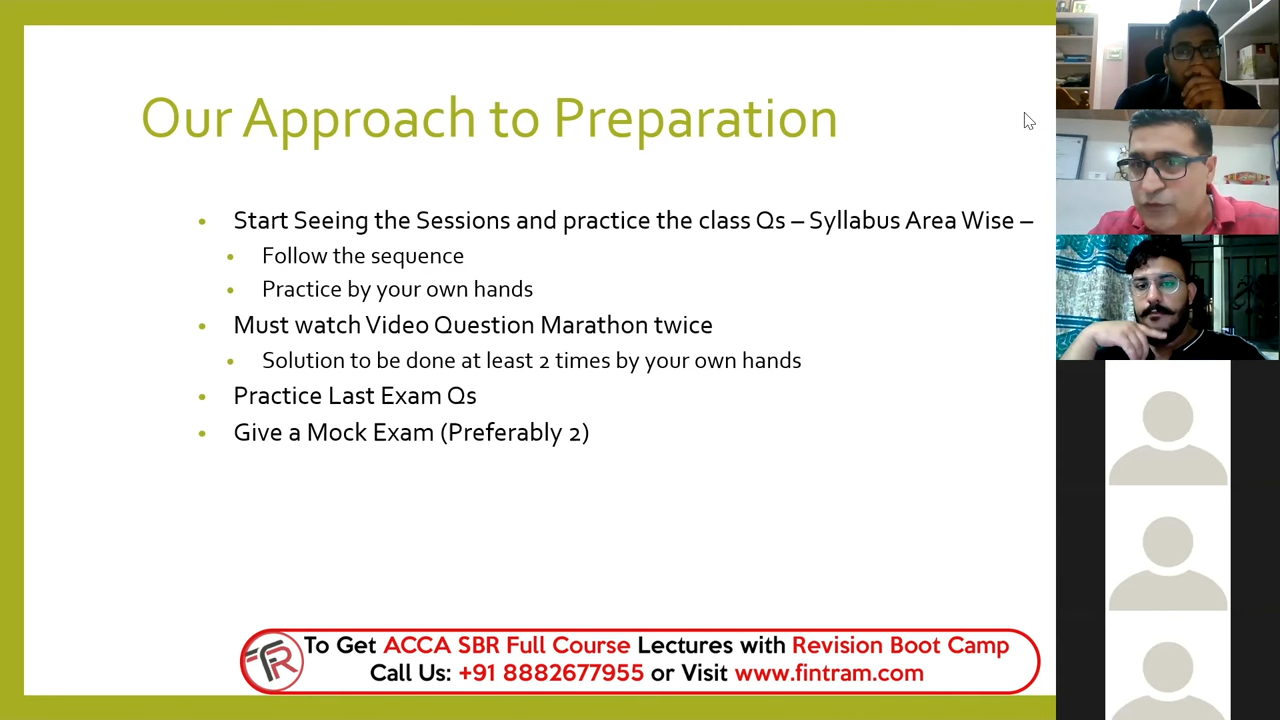 Our Approach to Preparation
• Start Seeing the Sessions and practice the class Qs – Syllabus Area Wise –
• Follow the sequence
• Practice by your own hands
• Must watch Video Question Marathon twice
• Solution to be done at least 2 times by your own hands
• Practice Last Exam Qs
• Give a Mock Exam (Preferably 2)
To Get ACCA SBR Full Course Lectures with Revision Boot Camp
Call Us: +91 8882677955 or Visit www.fintram.com